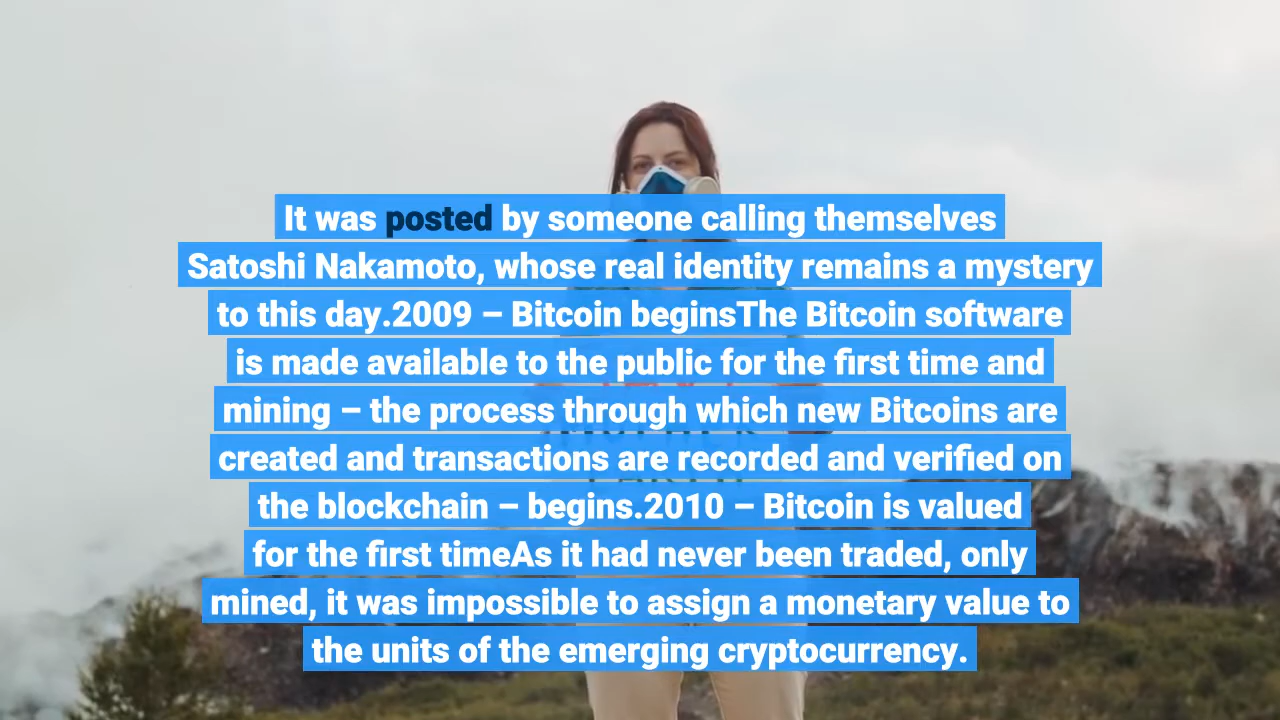 It was posted by someone calling themselves
Satoshi Nakamoto, whose real identity remains a mystery
to this day.2009 – Bitcoin beginsThe Bitcoin software
is made available to the public for the first time and
mining – the process through which new Bitcoins are
created and transactions are recorded and verified on
the blockchain – begins.2010 – Bitcoin is valued
for the first timeAs it had never been traded, only
mined, it was impossible to assign a monetary value to
the units of the emerging cryptocurrency.